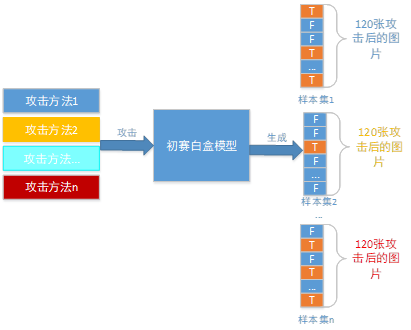 攻击方法1
攻击方法2
攻击方法...
攻击方法n
攻击
初赛白盒模型
生成
T
F
F
T
...
T
样本集1
120张攻
击后的图
片
F
F
T
F
...
F
样本集2
120张攻
击后的图
片
...
F
T
F
T
...
T
样本集n
120张攻
击后的图
片